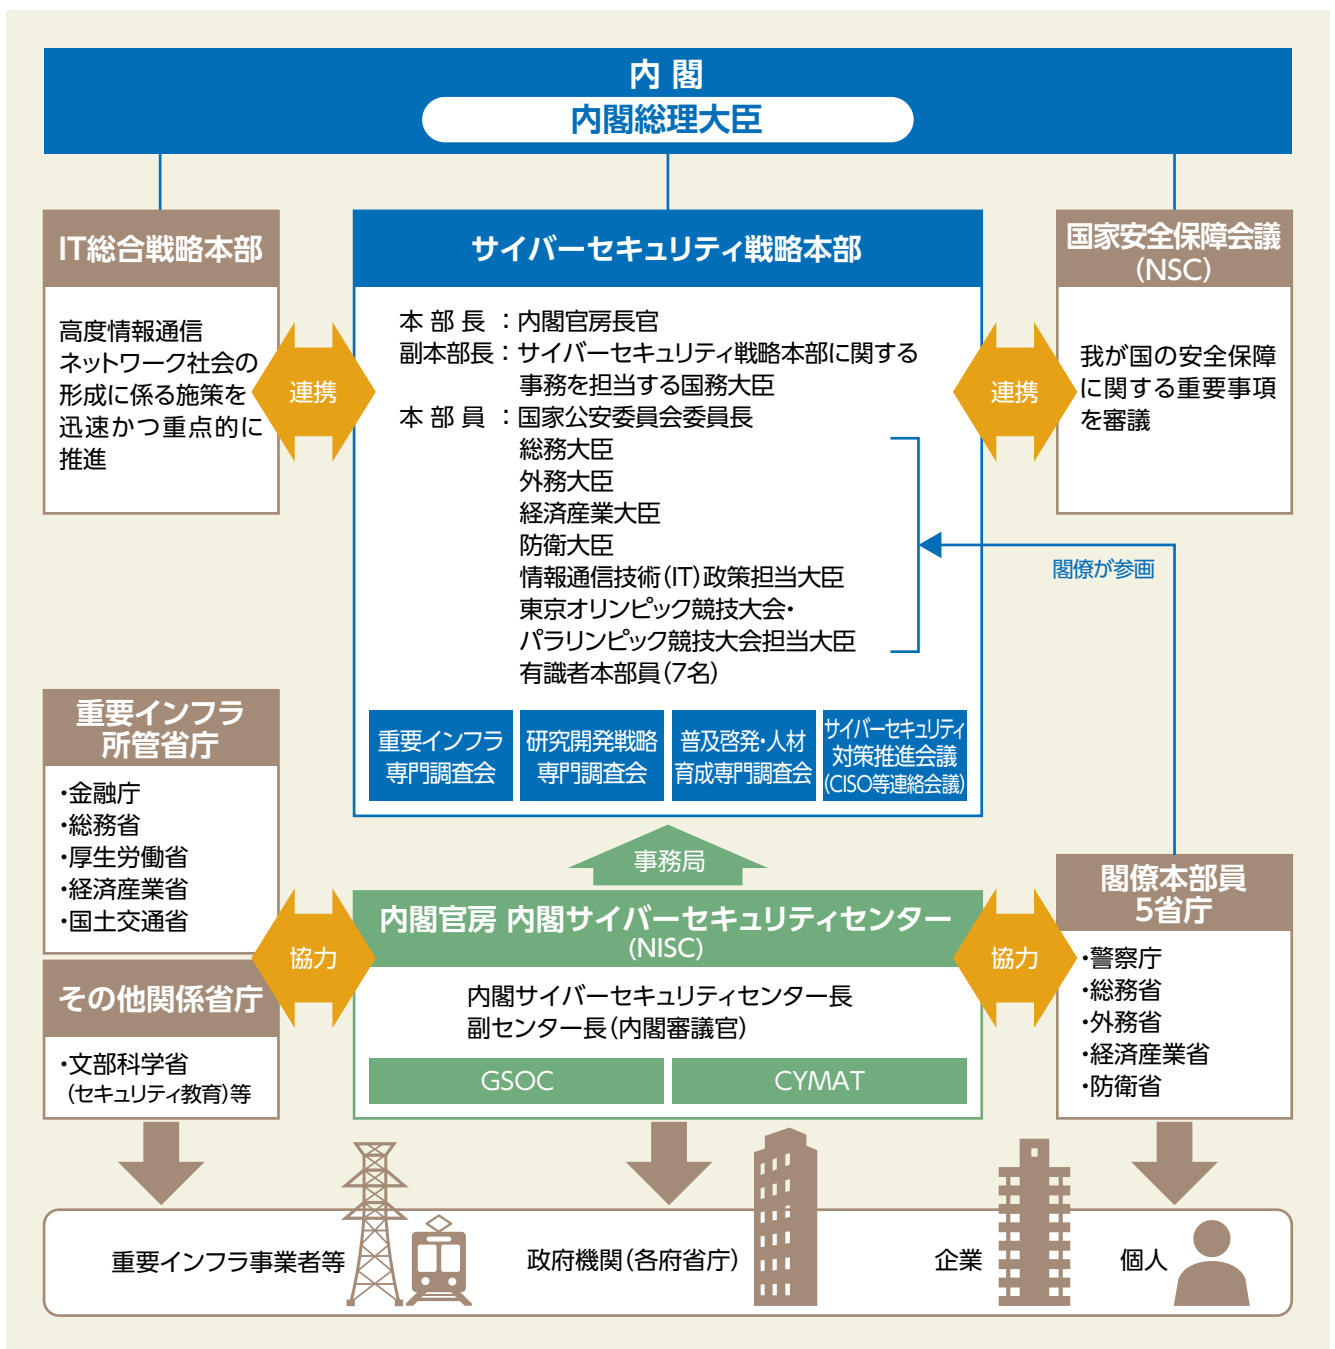 内 閣
内閣総理大臣
IT総合戦略本部
高度情報通信
ネットワーク社会の
形成に係る施策を
迅速かつ重点的に
推進
連携
サイバーセキュリティ戦略本部
本 部 長 ：内閣官房長官
副本部長：サイバーセキュリティ戦略本部に関する
事務を担当する国務大臣
本 部 員 ：国家公安委員会委員長
総務大臣
外務大臣
経済産業大臣
防衛大臣
情報通信技術（IT）政策担当大臣
東京オリンピック競技大会・
パラリンピック競技大会担当大臣
有識者本部員（7名）
重要インフラ
専門調査会
研究開発戦略
専門調査会
普及啓発・人材
育成専門調査会
サイバーセキュリティ
対策推進会議
（CISO等連絡会議）
連携
国家安全保障会議
（NSC）
我が国の安全保障
に関する重要事項
を審議
閣僚が参画
重要インフラ
所管省庁
・金融庁
・総務省
・厚生労働省
・経済産業省
・国土交通省
その他関係省庁
・文部科学省
（セキュリティ教育）等
協力
事務局
内閣官房 内閣サイバーセキュリティセンター
（NISC）
内閣サイバーセキュリティセンター長
副センター長（内閣審議官）
GSOC
CYMAT
協力
閣僚本部員
5省庁
・警察庁
・総務省
・外務省
・経済産業省
・防衛省
重要インフラ事業者等
政府機関（各府省庁）
企業
個人